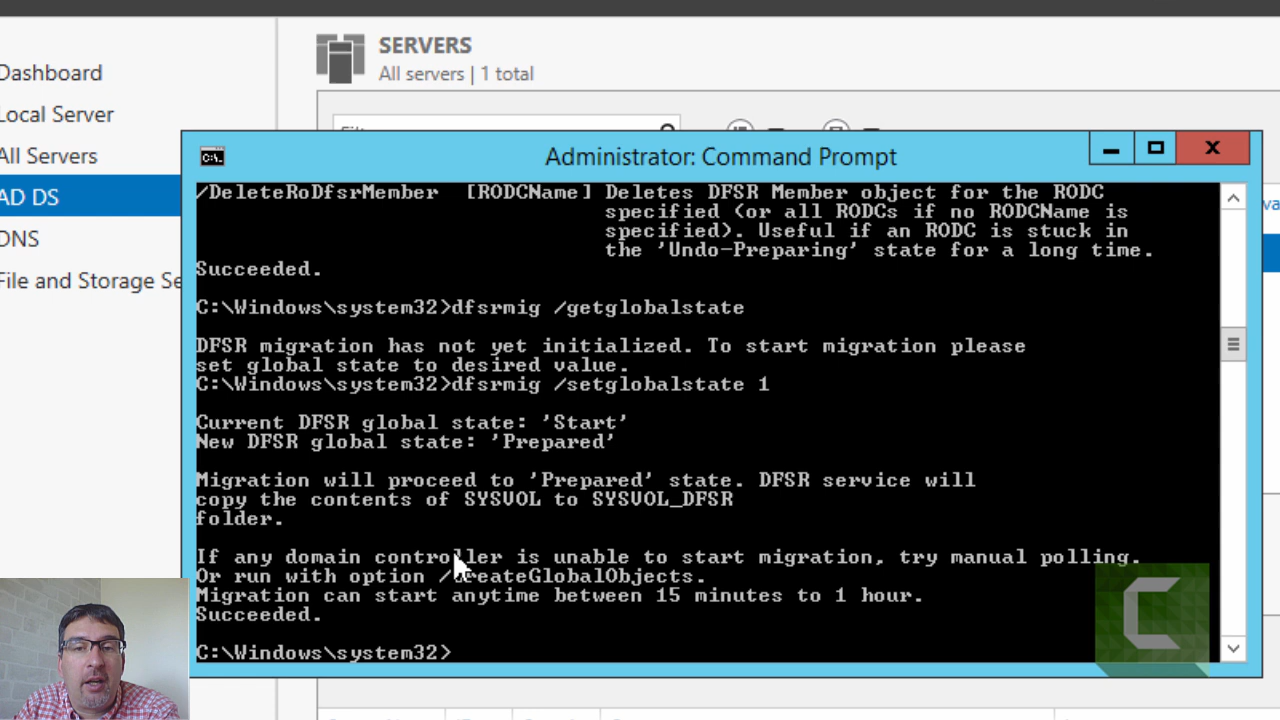 SERVERS
All servers | 1 total
Dashboard
Local Server
All Servers
AD DS
DNS
File and Storage Se
Administrator: Command Prompt
/DeleteRoDfsrMember [RODCName] Deletes DFSR Member object for the RODC
specified (or all RODCs if no RODCName is
specified). Useful if an RODC is stuck in
the 'Undo-Preparing' state for a long time.
Succeeded.
C:\Windows\system32>dfsrmig /getglobalstate
DFSR migration has not yet initialized. To start migration please
set global state to desired value.
C:\Windows\system32>dfsrmig /setglobalstate 1
Current DFSR global state: 'Start'
New DFSR global state: 'Prepared'
Migration will proceed to 'Prepared' state. DFSR service will
copy the contents of SYSVOL to SYSVOL_DFSR
folder.
If any domain controller is unable to start migration, try manual polling.
Or run with option /CreateGlobalObjects.
Migration can start anytime between 15 minutes to 1 hour.
Succeeded.
C:\Windows\system32>